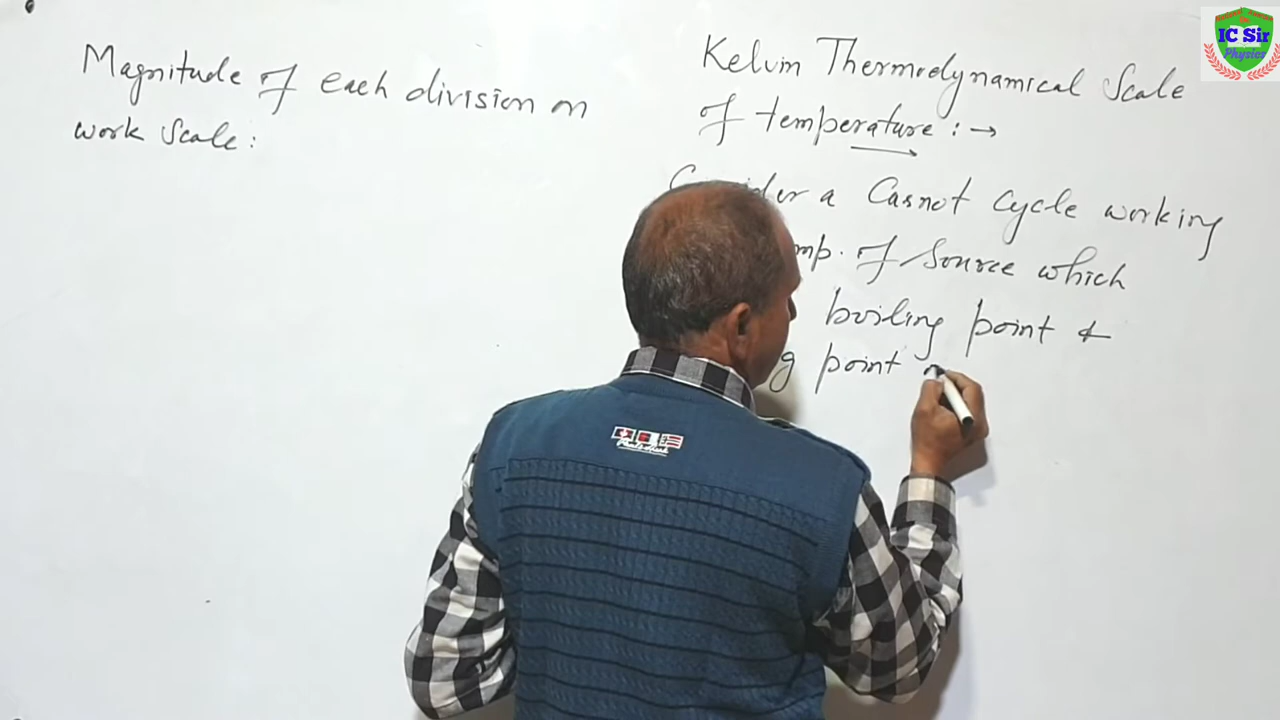 Magnitude of each division on
work Scale:
Kelvin Thermodynamical Scale
of temperature : →
a Carnot Cycle working
of Source which
boiling point &
point
IC Sir
Physics